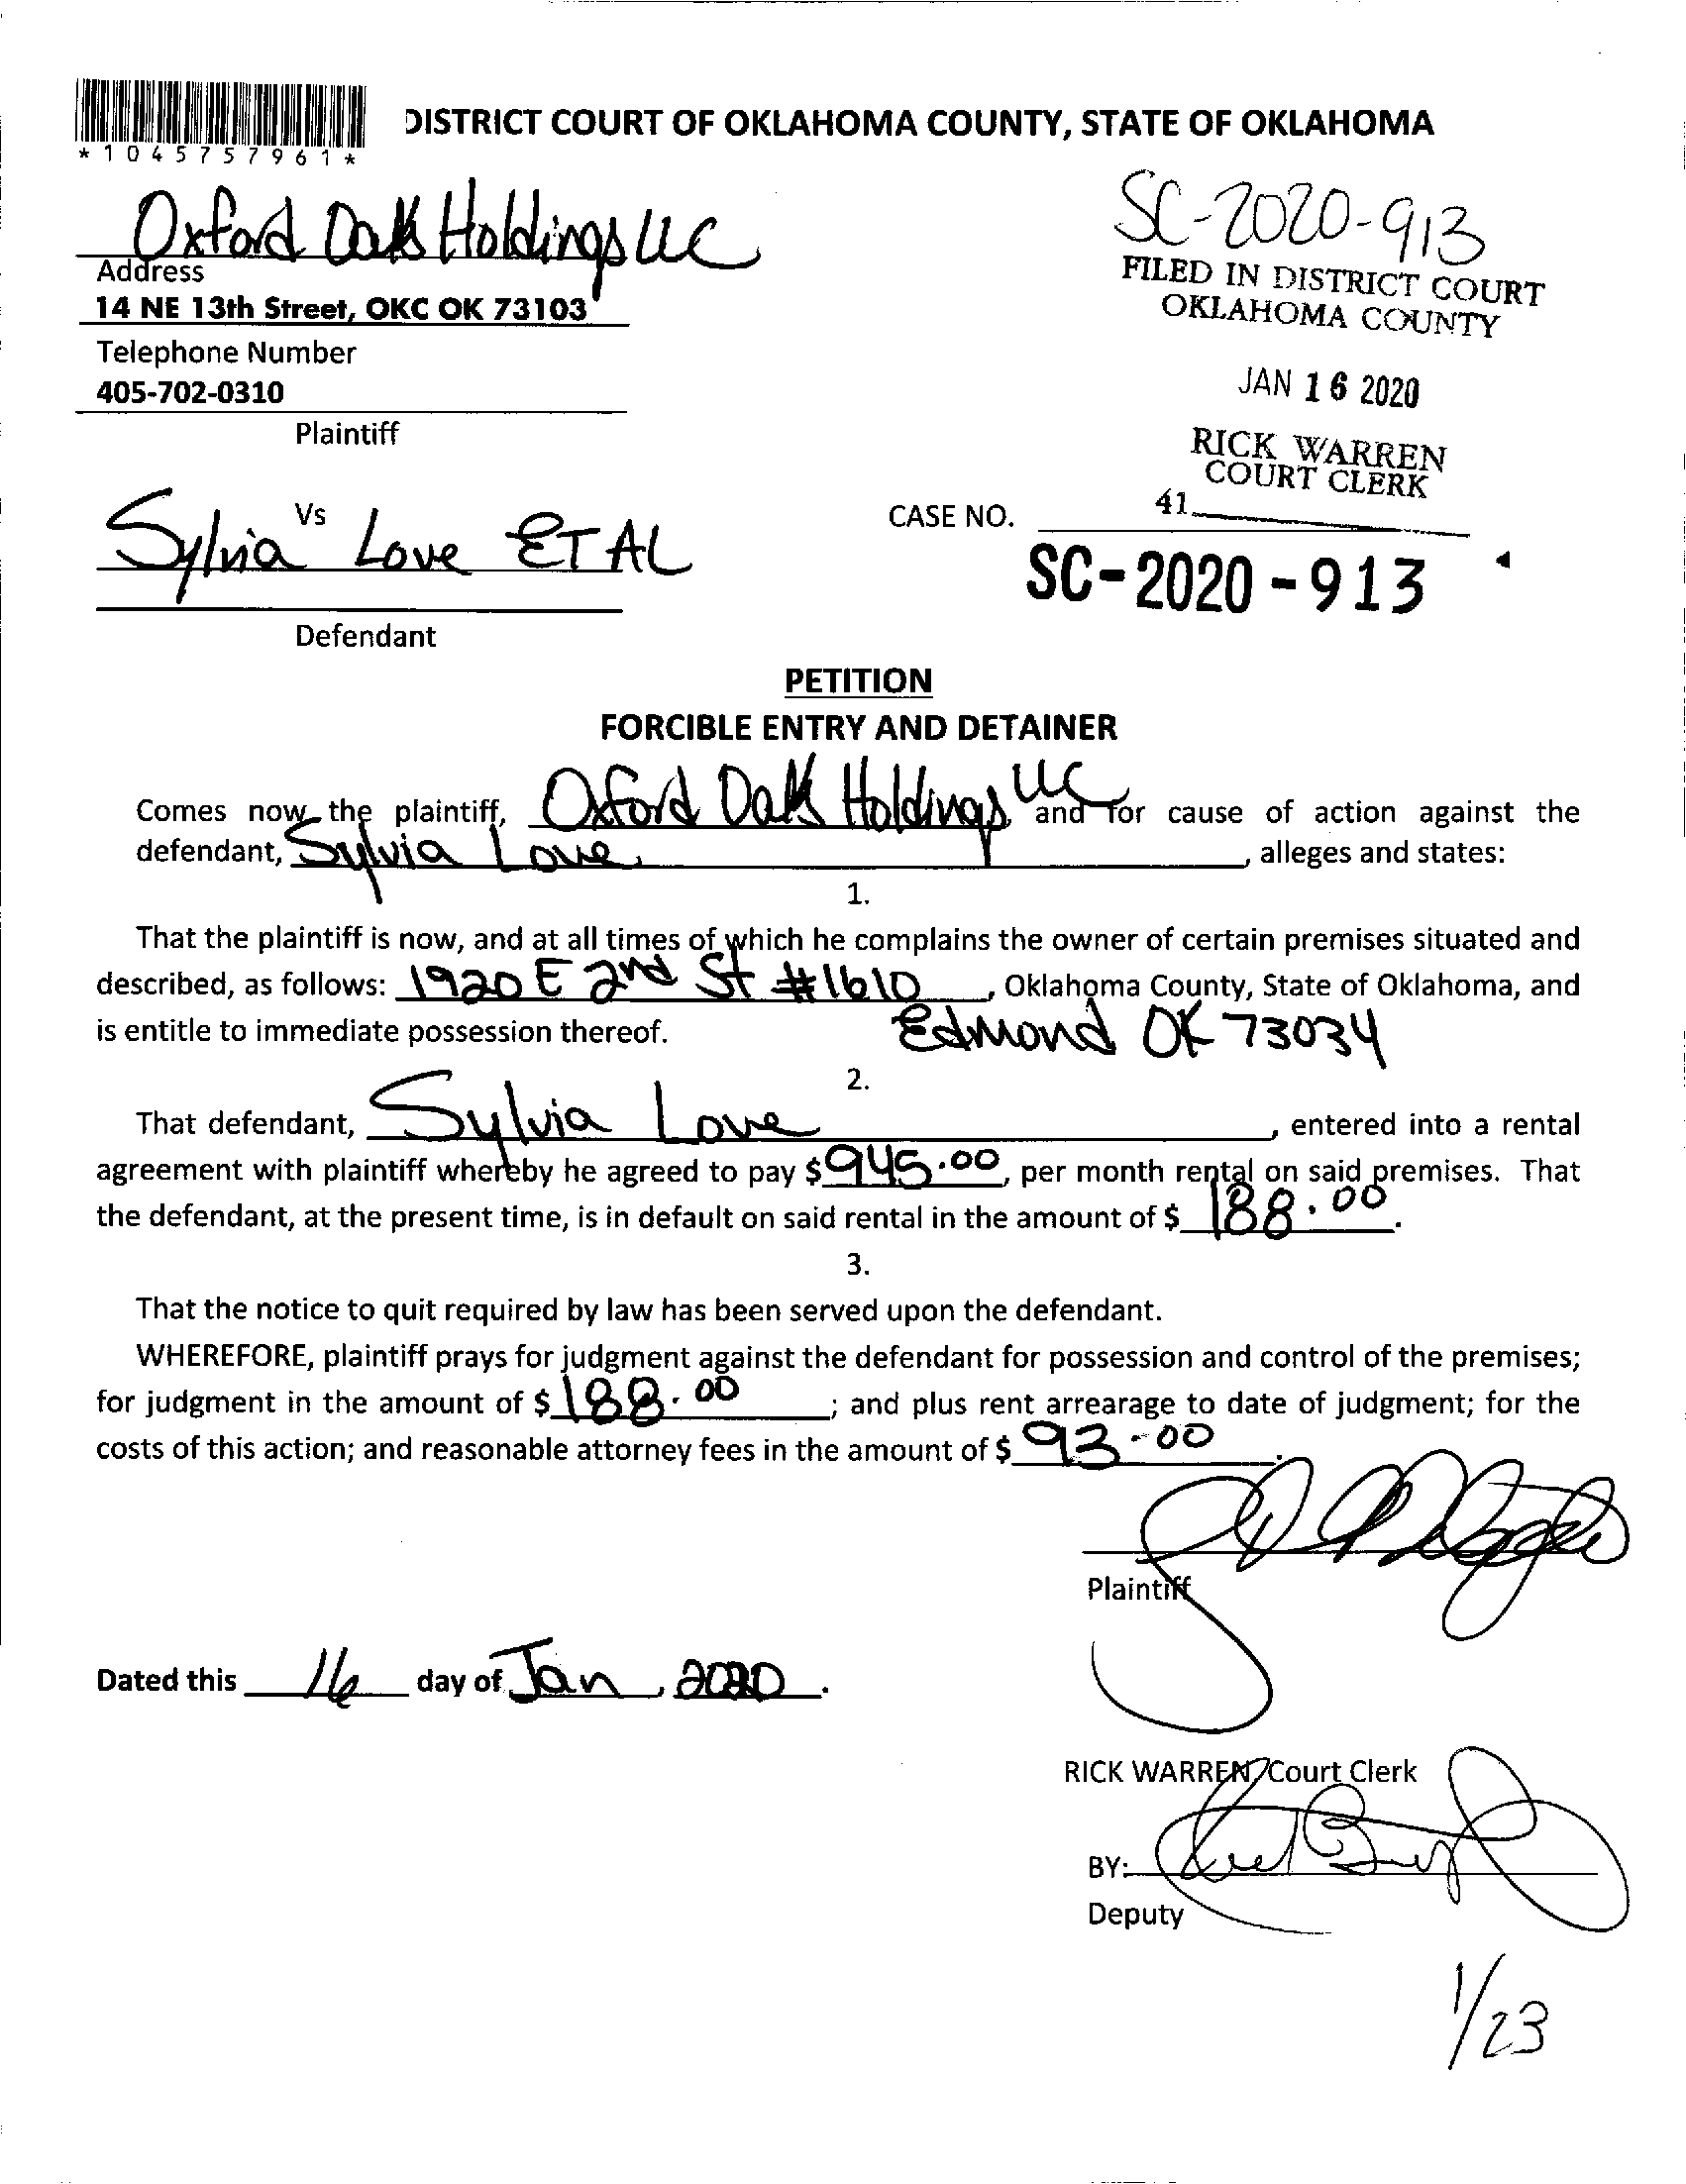 *1045757961*
DISTRICT COURT OF OKLAHOMA COUNTY, STATE OF OKLAHOMA
Oxford Oaks Holdings LLC
SC-2020-913
Address
14 NE 13th Street, OKC OK 73103
FILED IN DISTRICT COURT
OKLAHOMA COUNTY
Telephone Number
405-702-0310
JAN 16 2020
Plaintiff
RICK WARREN
COURT CLERK
Vs
Sylvia Love ET AL
CASE NO.
41
SC-2020-913
Defendant
PETITION
FORCIBLE ENTRY AND DETAINER
Comes now the plaintiff, Oxford Oaks Holdings, LLC and for cause of action against the
defendant, Sylvia Love, alleges and states:
1.
That the plaintiff is now, and at all times of which he complains the owner of certain premises situated and
described, as follows: 1920 E 2nd St #1610, Oklahoma County, State of Oklahoma, and
is entitle to immediate possession thereof. Edmond OK 73034
2.
That defendant, Sylvia Love, entered into a rental
agreement with plaintiff whereby he agreed to pay $945.00, per month rental on said premises. That
the defendant, at the present time, is in default on said rental in the amount of $ 188.00.
3.
That the notice to quit required by law has been served upon the defendant.
WHEREFORE, plaintiff prays for judgment against the defendant for possession and control of the premises;
for judgment in the amount of $ 188.00; and plus rent arrearage to date of judgment; for the
costs of this action; and reasonable attorney fees in the amount of $ 93.00.
Plaintiff
Dated this 16 day of Jan, 2020.
RICK WARREN, Court Clerk
BY:
Deputy
1/23